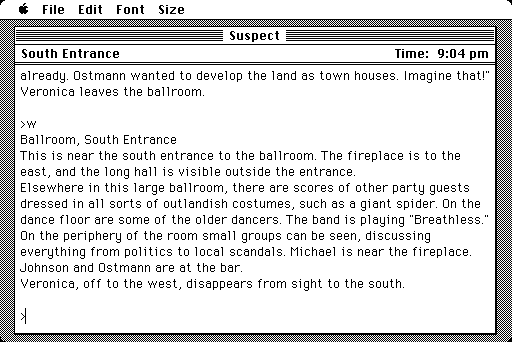 File Edit Font Size
Suspect
South Entrance Time: 9:04 pm
already. Ostmann wanted to develop the land as town houses. Imagine that!"
Veronica leaves the ballroom.
>w
Ballroom, South Entrance
This is near the south entrance to the ballroom. The fireplace is to the
east, and the long hall is visible outside the entrance.
Elsewhere in this large ballroom, there are scores of other party guests
dressed in all sorts of outlandish costumes, such as a giant spider. On the
dance floor are some of the older dancers. The band is playing "Breathless."
On the periphery of the room small groups can be seen, discussing
everything from politics to local scandals. Michael is near the fireplace.
Johnson and Ostmann are at the bar.
Veronica, off to the west, disappears from sight to the south.
>